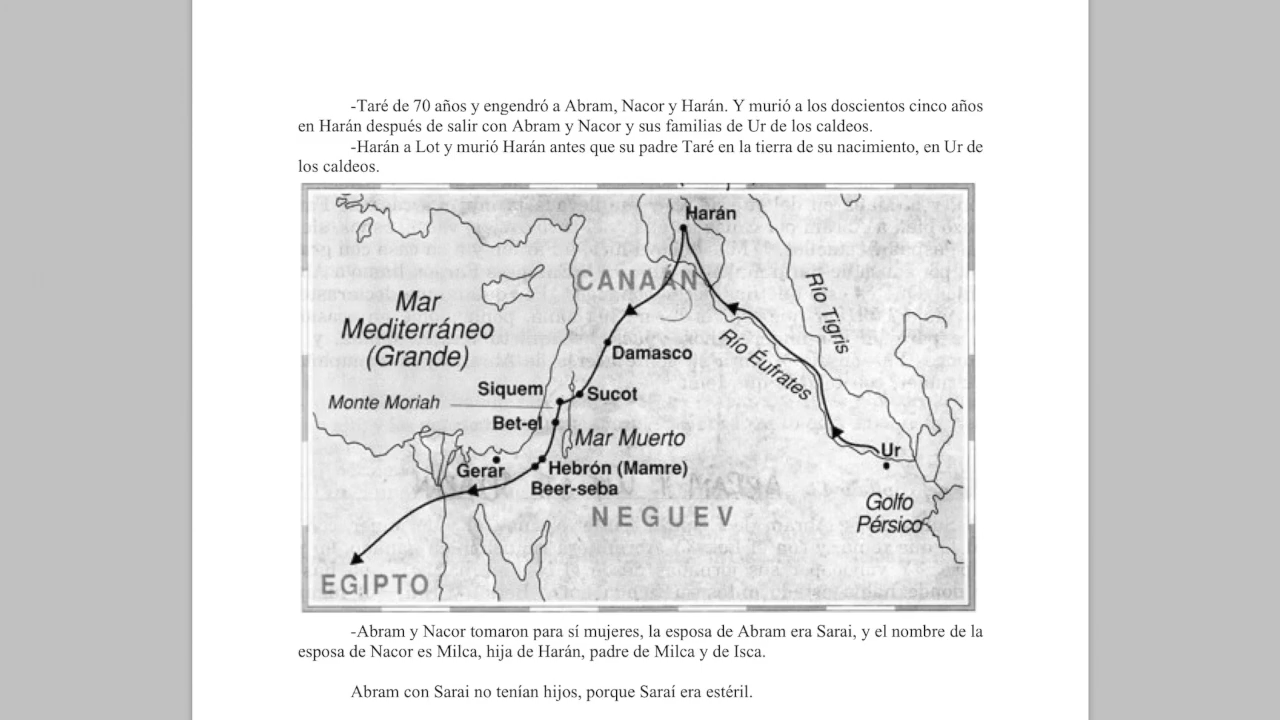 -Taré de 70 años y engendró a Abram, Nacor y Harán. Y murió a los doscientos cinco años
en Harán después de salir con Abram y Nacor y sus familias de Ur de los caldeos.
-Harán a Lot y murió Harán antes que su padre Taré en la tierra de su nacimiento, en Ur de
los caldeos.
Harán
CANAÁN
Mar
Mediterráneo
(Grande)
Río Tigris
Río Éufrates
Damasco
Siquem
Sucot
Monte Moriah
Bet-el
Mar Muerto
Ur
Gerar
Hebrón (Mamre)
Beer-seba
Golfo
Pérsico
NEGUEV
EGIPTO
-Abram y Nacor tomaron para sí mujeres, la esposa de Abram era Sarai, y el nombre de la
esposa de Nacor es Milca, hija de Harán, padre de Milca y de Isca.
Abram con Sarai no tenían hijos, porque Saraí era estéril.